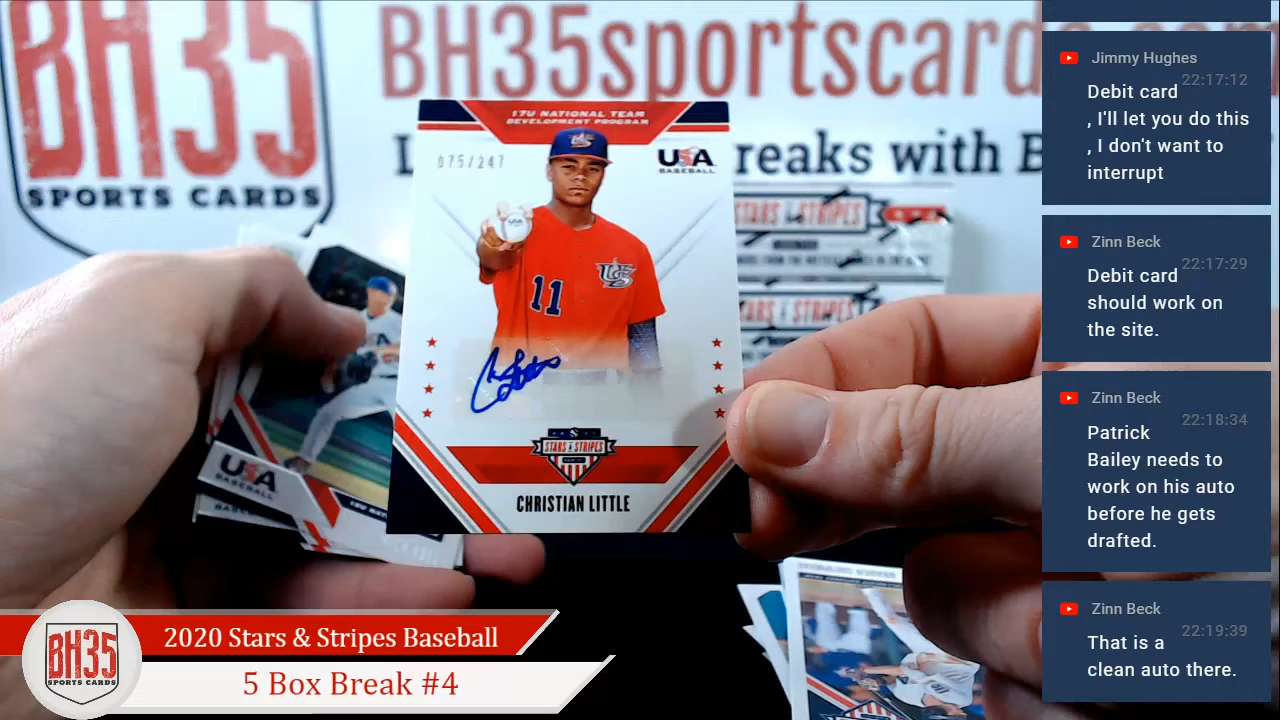 BH35
SPORTS CARDS
BH35sportscards.com
reaks with B
17U NATIONAL TEAM
DEVELOPMENT PROGRAM
075/247
USA
BASEBALL
US
11
STARS & STRIPES
CHRISTIAN LITTLE
STARS & STRIPES
STARS & STRIPES
USA
BASEBALL
BH35
SPORTS CARDS
2020 Stars & Stripes Baseball
5 Box Break #4
Jimmy Hughes
22:17:12
Debit card
, I'll let you do this
, I don't want to
interrupt
Zinn Beck
22:17:29
Debit card
should work on
the site.
Zinn Beck
22:18:34
Patrick
Bailey needs to
work on his auto
before he gets
drafted.
Zinn Beck
22:19:39
That is a
clean auto there.